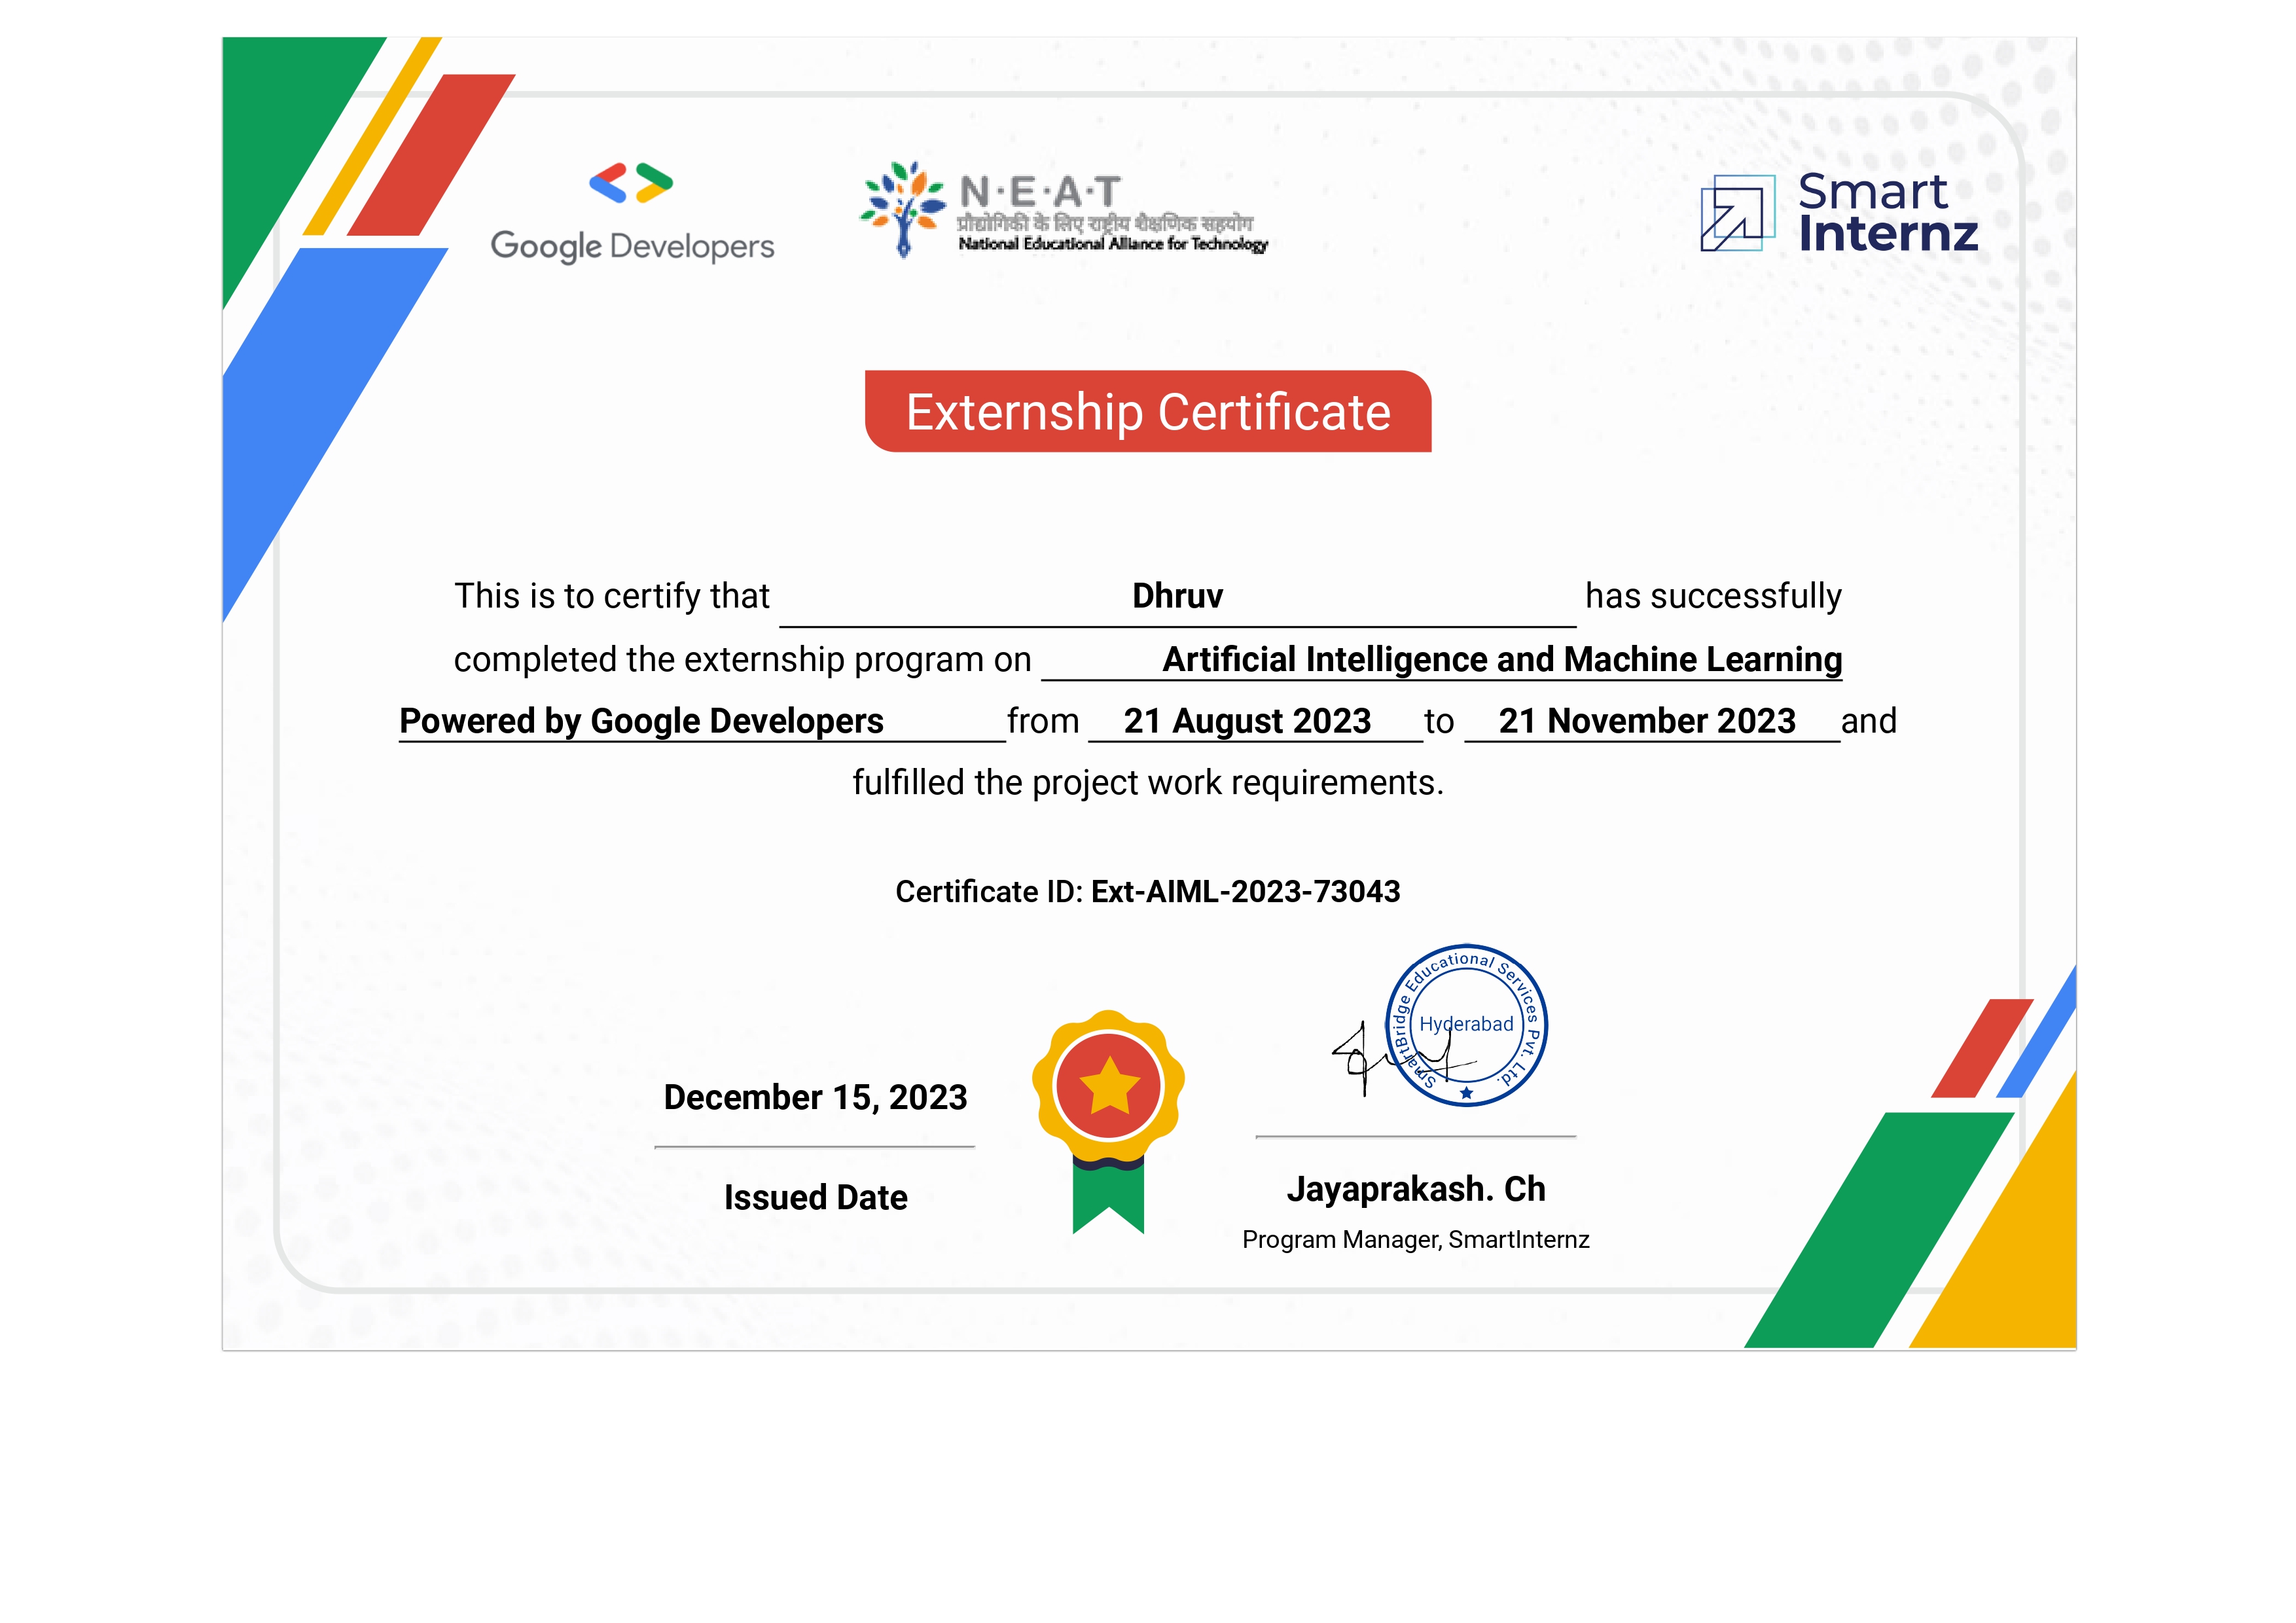 Google Developers
N·E·A·T
प्रौद्योगिकी के लिए राष्ट्रीय शैक्षणिक सहयोग
National Educational Alliance for Technology
Smart
Internz
Externship Certificate
This is to certify that Dhruv has successfully
completed the externship program on Artificial Intelligence and Machine Learning
Powered by Google Developers from 21 August 2023 to 21 November 2023 and
fulfilled the project work requirements.
Certificate ID: Ext-AIML-2023-73043
SmartBridge Educational Services Pvt. Ltd.
Hyderabad
December 15, 2023
Issued Date
Jayaprakash. Ch
Program Manager, SmartInternz